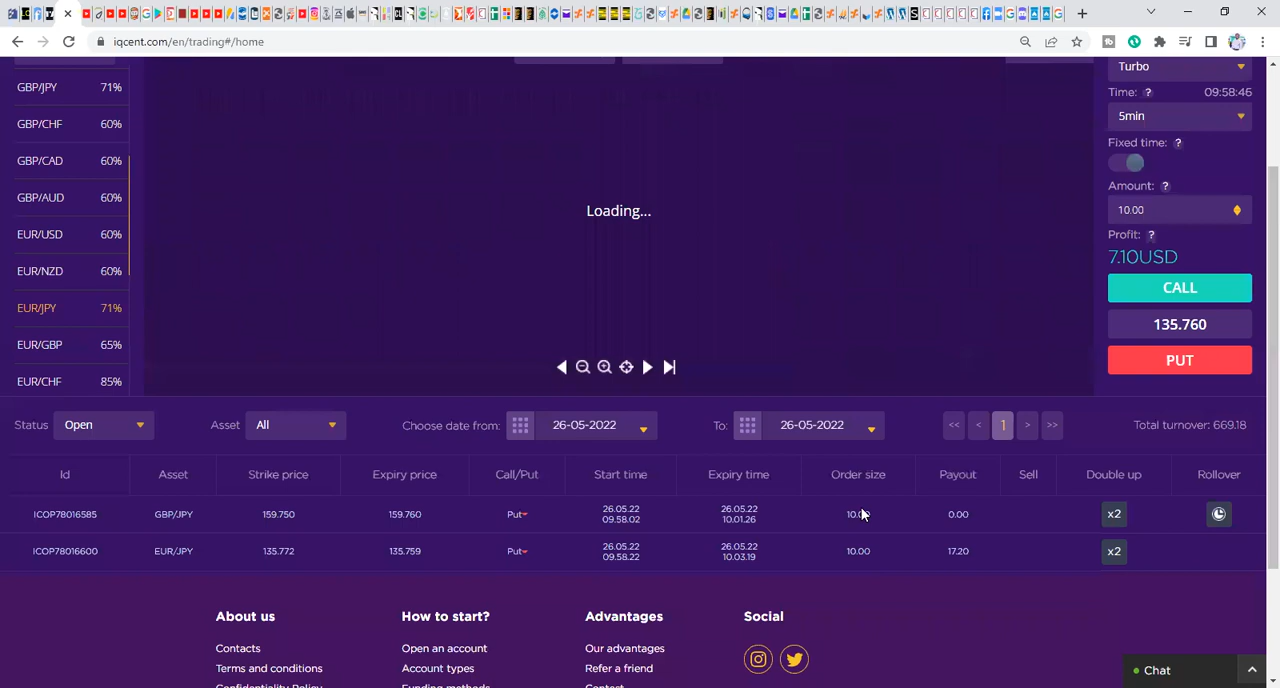 iqcent.com/en/trading#/home
GBP/JPY 71%
GBP/CHF 60%
GBP/CAD 60%
GBP/AUD 60%
EUR/USD 60%
EUR/NZD 60%
EUR/JPY 71%
EUR/GBP 65%
EUR/CHF 85%
Loading...
Turbo
Time: ? 09:58:46
5min
Fixed time: ?
Amount: ?
10.00
Profit: ?
7.10USD
CALL
135.760
PUT
Status Open Asset All Choose date from: 26-05-2022 To: 26-05-2022 << < 1 > >> Total turnover: 669.18
Id Asset Strike price Expiry price Call/Put Start time Expiry time Order size Payout Sell Double up Rollover
ICOP78016585 GBP/JPY 159.750 159.760 Put 26.05.22 09.58.02 26.05.22 10.01.26 10.00 0.00 x2
ICOP78016600 EUR/JPY 135.772 135.759 Put 26.05.22 09.58.22 26.05.22 10.03.19 10.00 17.20 x2
About us How to start? Advantages Social
Contacts Open an account Our advantages
Terms and conditions Account types Refer a friend
Confidentiality Policy Funding methods Contest
Chat